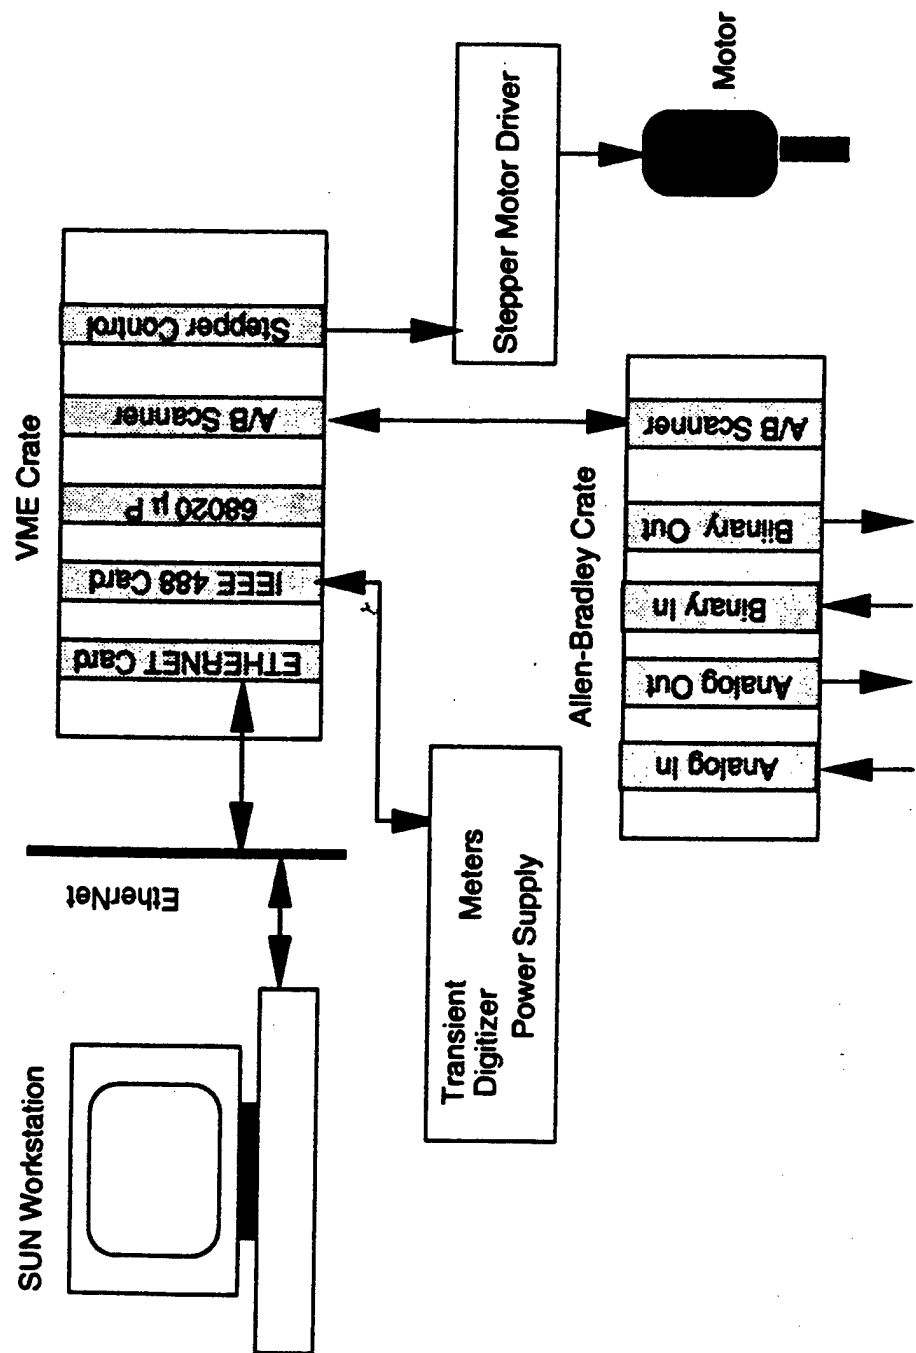 SUN Workstation
EtherNet
VME Crate
ETHERNET Card
IEEE 488 Card
68020 µ P
A/B Scanner
Stepper Control
Transient
Digitizer
Meters
Power Supply
Stepper Motor Driver
Motor
Allen-Bradley Crate
Analog In
Analog Out
Binary In
Biinary Out
A/B Scanner